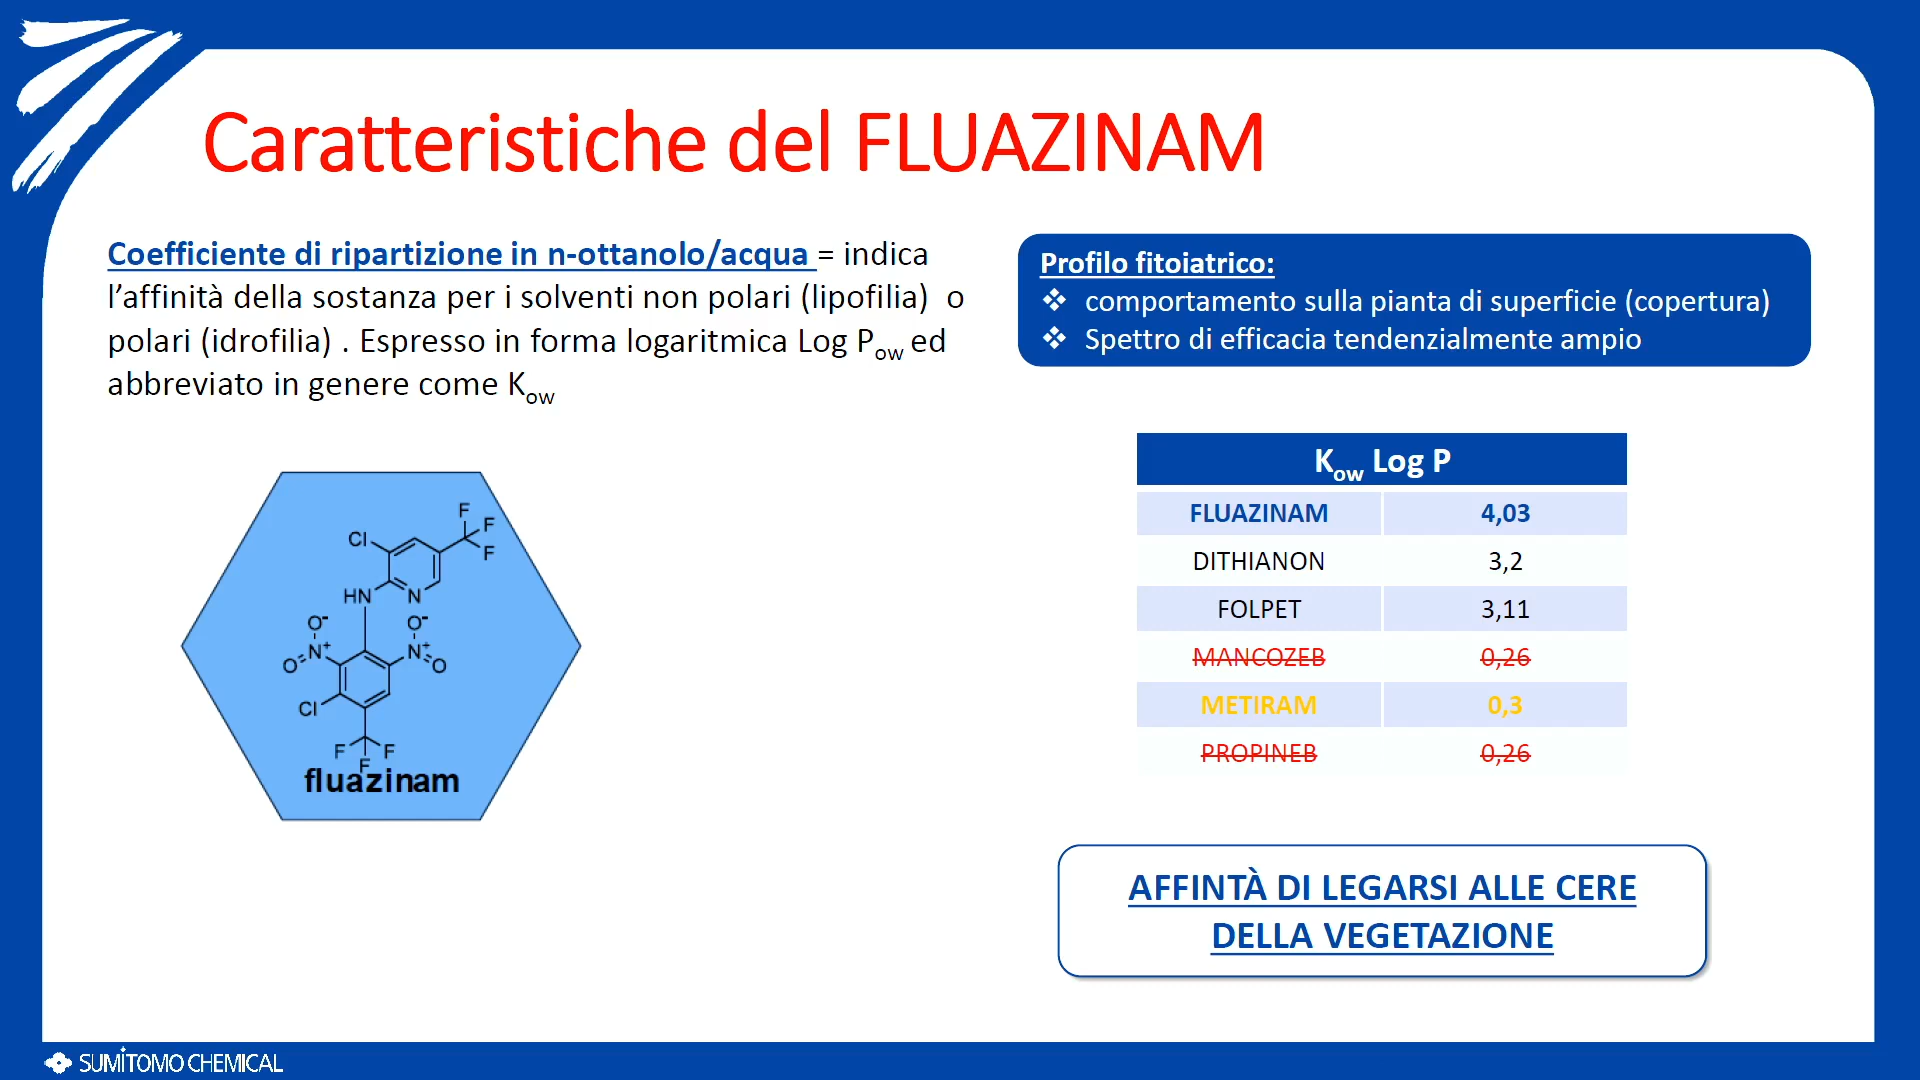 Caratteristiche del FLUAZINAM
Coefficiente di ripartizione in n-ottanolo/acqua = indica
l’affinità della sostanza per i solventi non polari (lipofilia) o
polari (idrofilia) . Espresso in forma logaritmica Log Pow ed
abbreviato in genere come Kow
Profilo fitoiatrico:
❖ comportamento sulla pianta di superficie (copertura)
❖ Spettro di efficacia tendenzialmente ampio
F
F
Cl
F
HN
N
O-
O-
N+
N+
O
O
Cl
F
F
F
fluazinam
Kow Log P
FLUAZINAM 4,03
DITHIANON 3,2
FOLPET 3,11
MANCOZEB 0,26
METIRAM 0,3
PROPINEB 0,26
AFFINTÀ DI LEGARSI ALLE CERE
DELLA VEGETAZIONE
SUMITOMO CHEMICAL